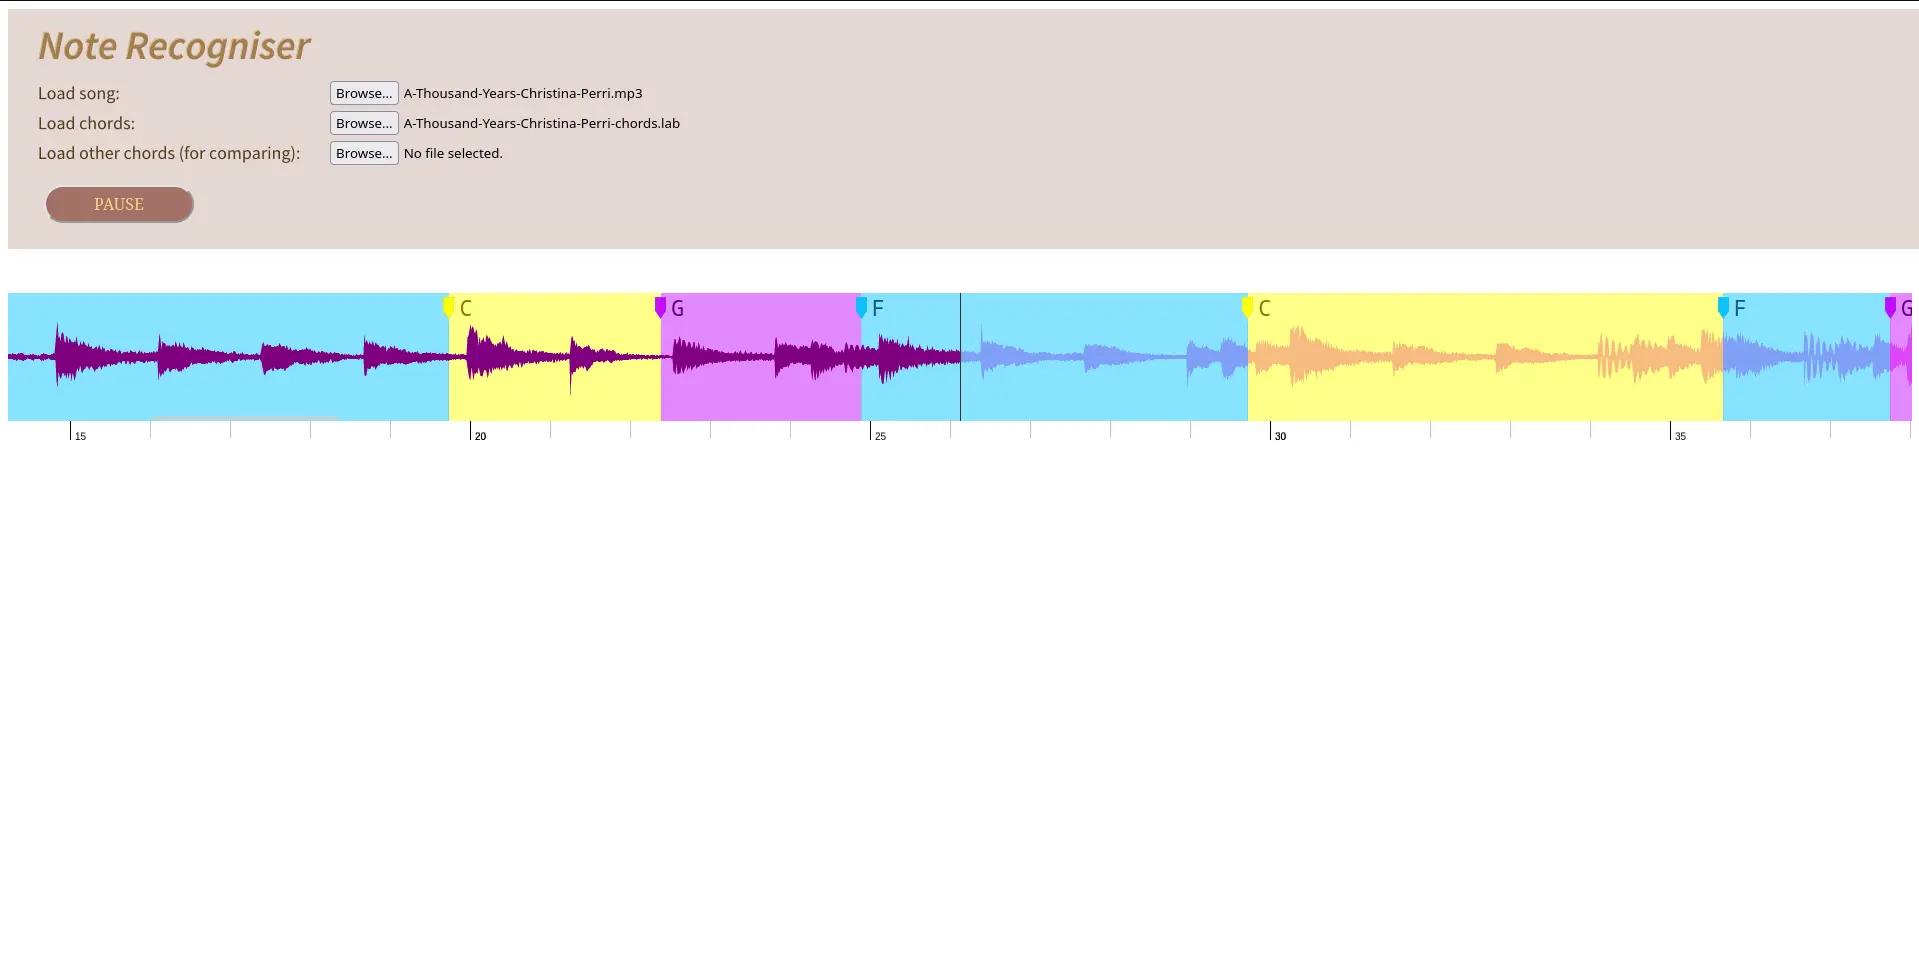 Note Recogniser
Load song: Browse... A-Thousand-Years-Christina-Perri.mp3
Load chords: Browse... A-Thousand-Years-Christina-Perri-chords.lab
Load other chords (for comparing): Browse... No file selected.
PAUSE
C G F C F G
15 20 25 30 35